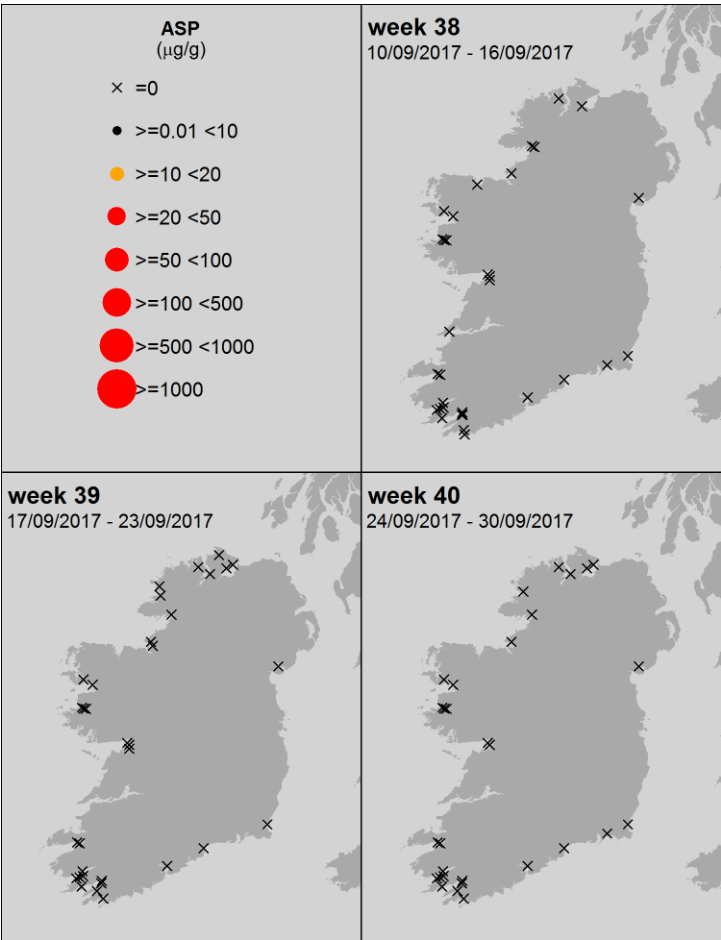 ASP
(μg/g)
=0
>=0.01 <10
>=10 <20
>=20 <50
>=50 <100
>=100 <500
>=500 <1000
>=1000
week 38
10/09/2017 - 16/09/2017
week 39
17/09/2017 - 23/09/2017
week 40
24/09/2017 - 30/09/2017